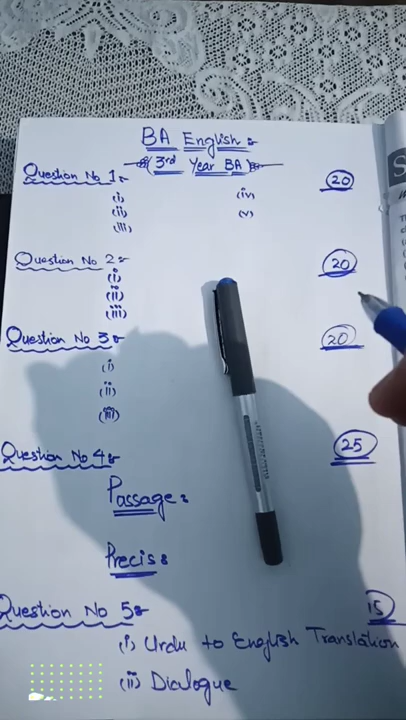 BA English:
(3rd Year BA)
Question No 1:
20
(i)
(iv)
(ii)
(v)
(iii)
Question No 2:
20
(i)
(ii)
(iii)
Question No 3:
20
(i)
(ii)
(iii)
Question No 4:
25
Passage:
Precis:
Question No 5:
15
(i) Urdu to English Translation
(ii) Dialogue